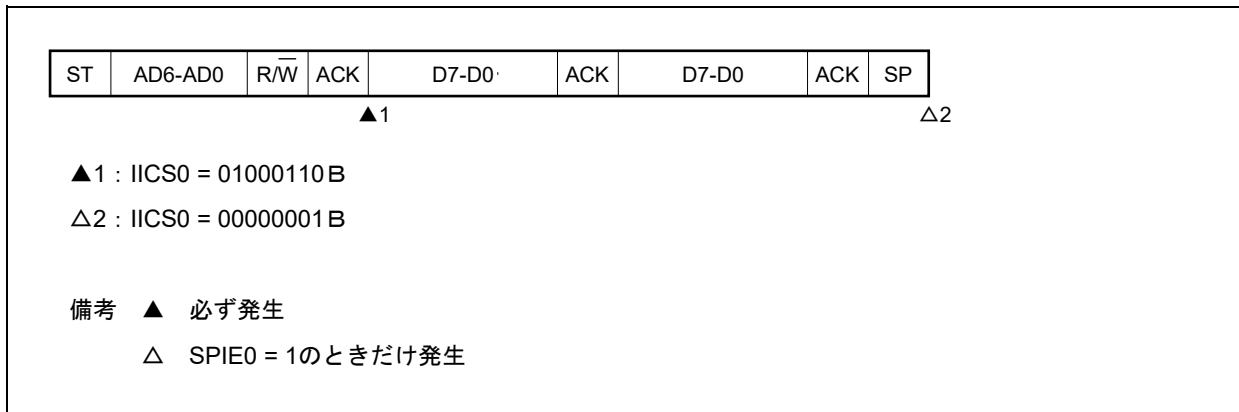 ST AD6-AD0 R/W̅ ACK D7-D0 ACK D7-D0 ACK SP
▲1 △2
▲1：IICS0 = 01000110B
△2：IICS0 = 00000001B
備考 ▲ 必ず発生
△ SPIE0 = 1のときだけ発生